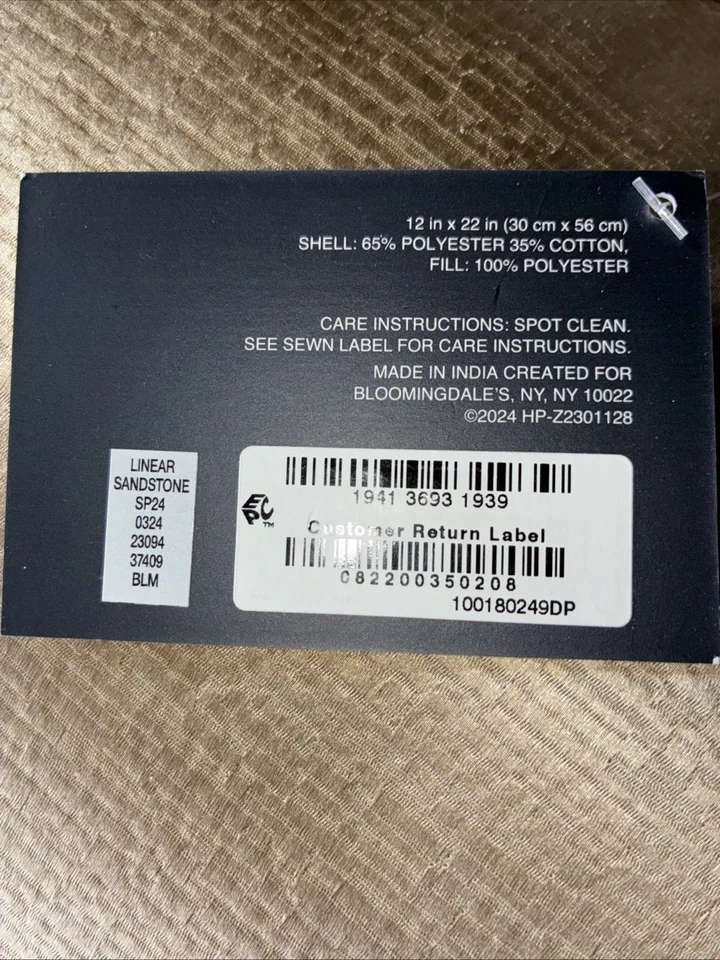 12 in x 22 in (30 cm x 56 cm)
SHELL: 65% POLYESTER 35% COTTON,
FILL: 100% POLYESTER
CARE INSTRUCTIONS: SPOT CLEAN.
SEE SEWN LABEL FOR CARE INSTRUCTIONS.
MADE IN INDIA CREATED FOR
BLOOMINGDALE'S, NY, NY 10022
©2024 HP-Z2301128
LINEAR
SANDSTONE
SP24
0324
23094
37409
BLM
EPC™
1941 3693 1939
Customer Return Label
082200350208
100180249DP